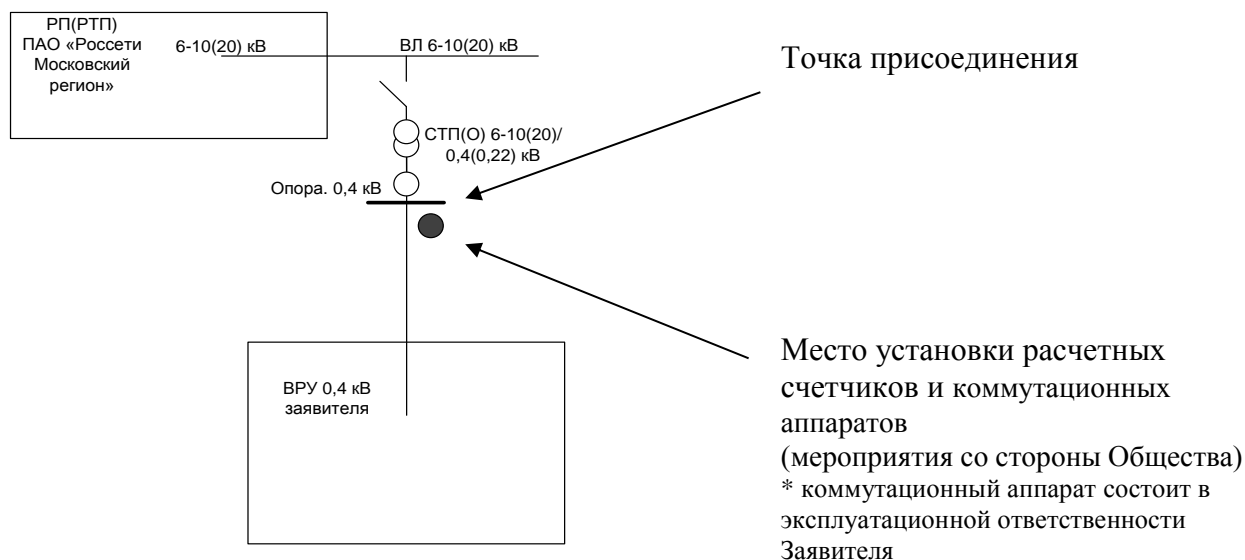 РП(РТП)
ПАО «Россети
Московский
регион»
6-10(20) кВ
ВЛ 6-10(20) кВ
Точка присоединения
СТП(О) 6-10(20)/
0,4(0,22) кВ
Опора. 0,4 кВ
ВРУ 0,4 кВ
заявителя
Место установки расчетных
счетчиков и коммутационных
аппаратов
(мероприятия со стороны Общества)
* коммутационный аппарат состоит в
эксплуатационной ответственности
Заявителя